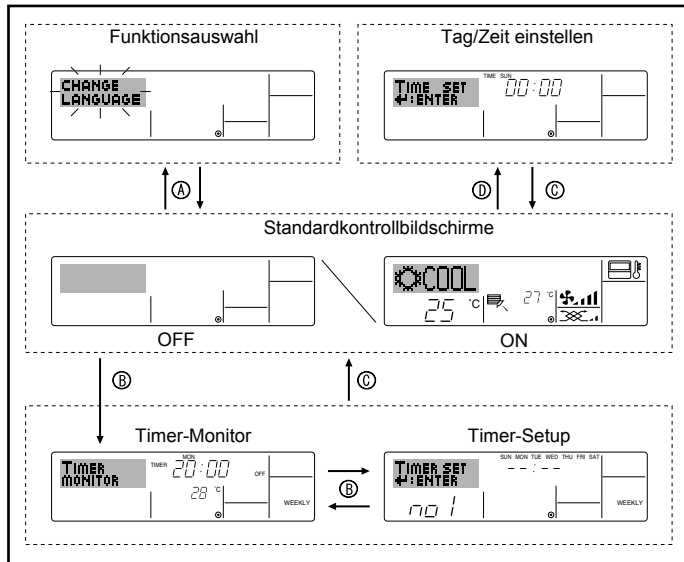 Funktionsauswahl
CHANGE
LANGUAGE
Tag/Zeit einstellen
TIME SUN
TIME SET 00:00
↵:ENTER
Ⓐ
Ⓓ Ⓒ
Standardkontrollbildschirme
COOL
25 °C 27 °C
OFF
ON
Ⓑ Ⓒ
Timer-Monitor
MON
TIMER TIMER 20:00 OFF
MONITOR
28 °C
WEEKLY
Ⓑ
Timer-Setup
SUN MON TUE WED THU FRI SAT
TIMER SET --:--
↵:ENTER
no 1 WEEKLY